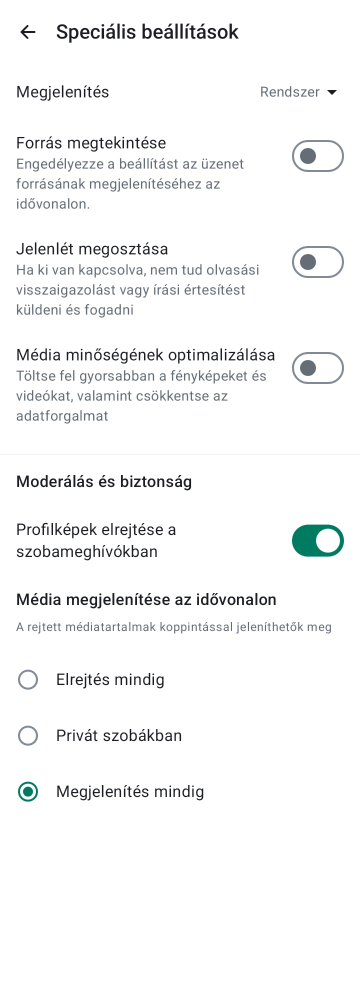 Speciális beállítások
Megjelenítés
Rendszer
Forrás megtekintése
Engedélyezze a beállítást az üzenet
forrásának megjelenítéséhez az
idővonalon.
Jelenlét megosztása
Ha ki van kapcsolva, nem tud olvasási
visszaigazolást vagy írási értesítést
küldeni és fogadni
Média minőségének optimalizálása
Töltse fel gyorsabban a fényképeket és
videókat, valamint csökkentse az
adatforgalmat
Moderálás és biztonság
Profilképek elrejtése a
szobameghívókban
Média megjelenítése az idővonalon
A rejtett médiatartalmak koppintással jeleníthetők meg
Elrejtés mindig
Privát szobákban
Megjelenítés mindig